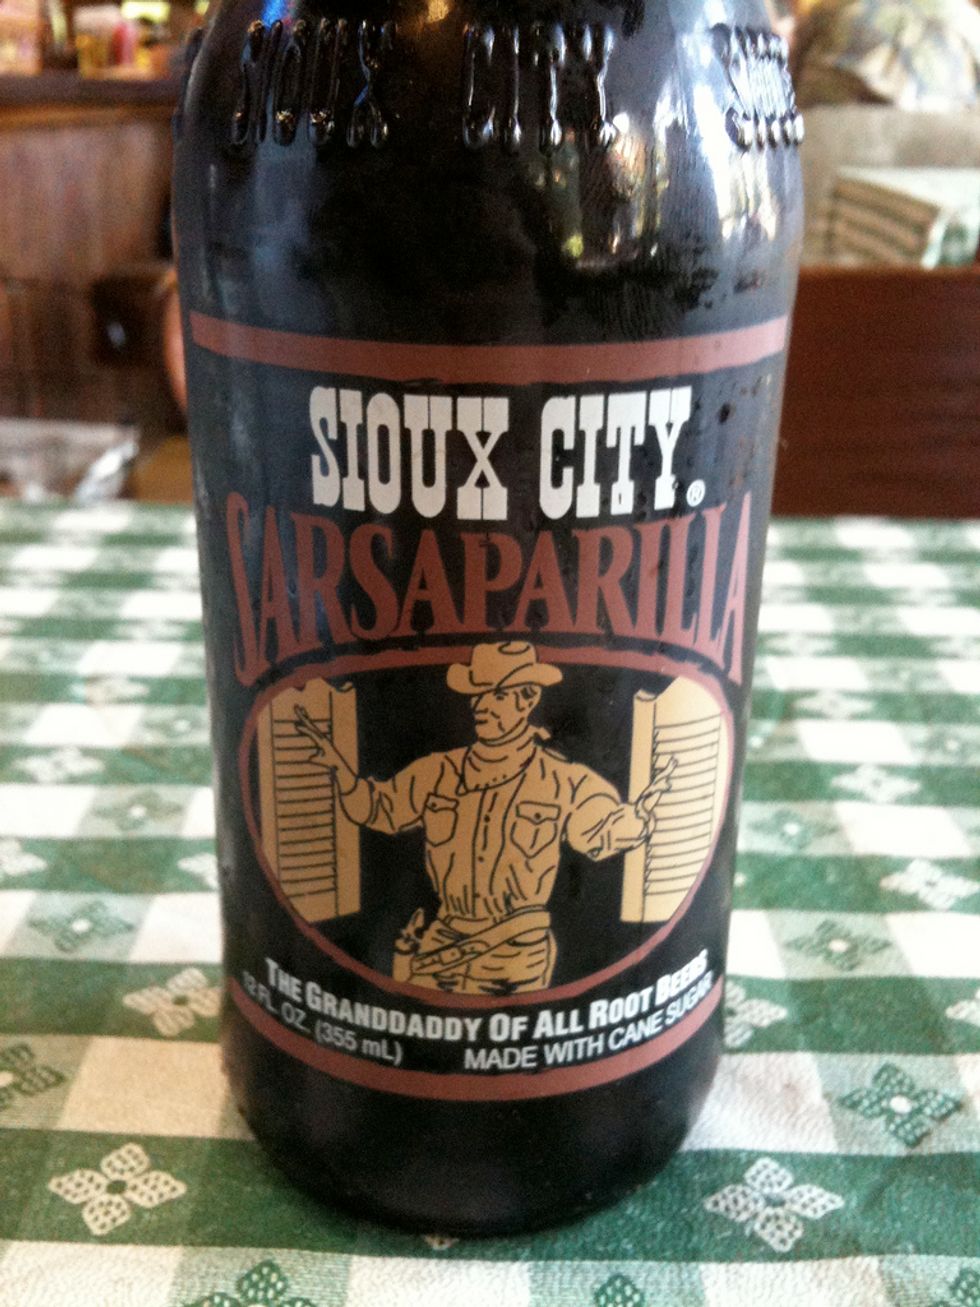 SIOUX CITY
SIOUX CITY®
SARSAPARILLA
THE GRANDDADDY OF ALL ROOT BEERS
12 FL. OZ. (355 mL) MADE WITH CANE SUGAR